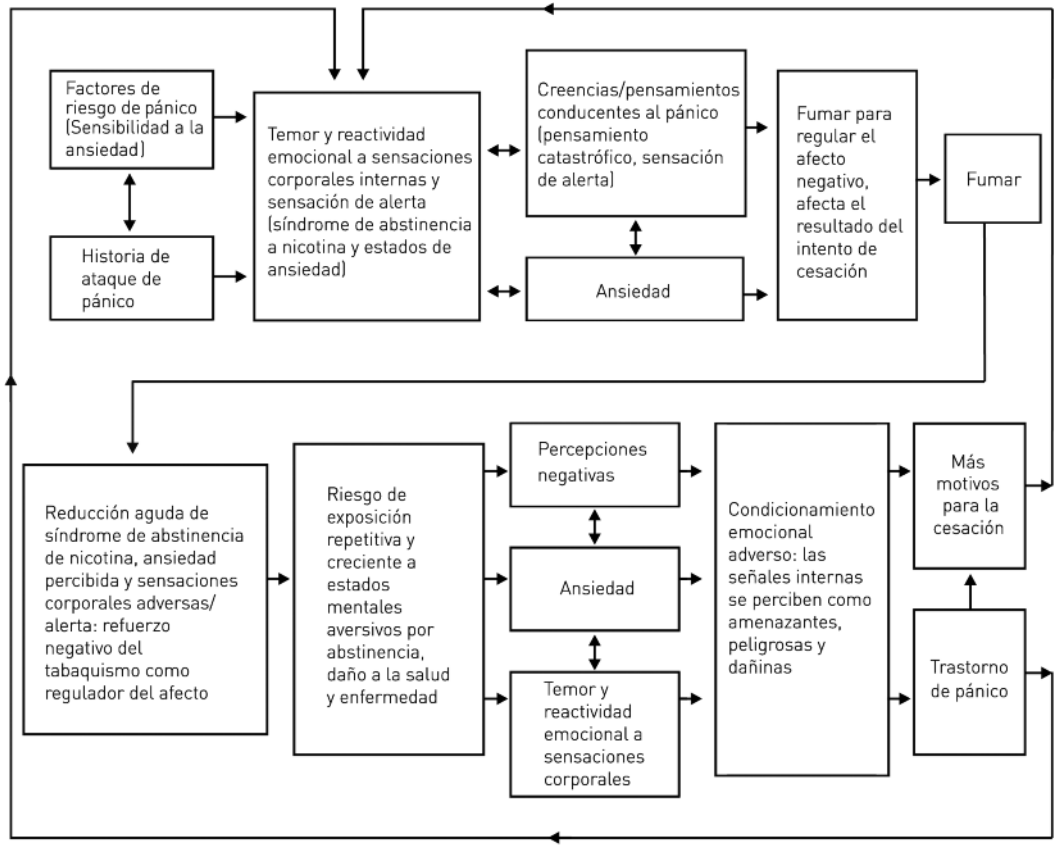 Factores de
riesgo de pánico
(Sensibilidad a la
ansiedad)
Historia de
ataque de
pánico
Temor y reactividad
emocional a sensaciones
corporales internas y
sensación de alerta
(síndrome de abstinencia
a nicotina y estados de
ansiedad)
Creencias/pensamientos
conducentes al pánico
(pensamiento
catastrófico, sensación
de alerta)
Ansiedad
Fumar para
regular el
afecto
negativo,
afecta el
resultado del
intento de
cesación
Fumar
Reducción aguda de
síndrome de abstinencia
de nicotina, ansiedad
percibida y sensaciones
corporales adversas/
alerta: refuerzo
negativo del
tabaquismo como
regulador del afecto
Riesgo de
exposición
repetitiva y
creciente a
estados
mentales
aversivos por
abstinencia,
daño a la salud
y enfermedad
Percepciones
negativas
Ansiedad
Temor y
reactividad
emocional a
sensaciones
corporales
Condicionamiento
emocional
adverso: las
señales internas
se perciben como
amenazantes,
peligrosas y
dañinas
Más
motivos
para la
cesación
Trastorno
de pánico